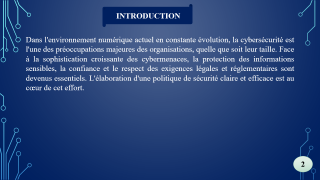 INTRODUCTION
Dans l'environnement numérique actuel en constante évolution, la cybersécurité est
l'une des préoccupations majeures des organisations, quelle que soit leur taille. Face
à la sophistication croissante des cybermenaces, la protection des informations
sensibles, la confiance et le respect des exigences légales et réglementaires sont
devenus essentiels. L'élaboration d'une politique de sécurité claire et efficace est au
cœur de cet effort.
2